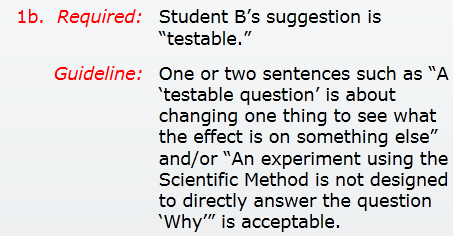 1b. Required: Student B’s suggestion is
“testable.”
Guideline: One or two sentences such as “A
‘testable question’ is about
changing one thing to see what
the effect is on something else”
and/or “An experiment using the
Scientific Method is not designed
to directly answer the question
‘Why’” is acceptable.